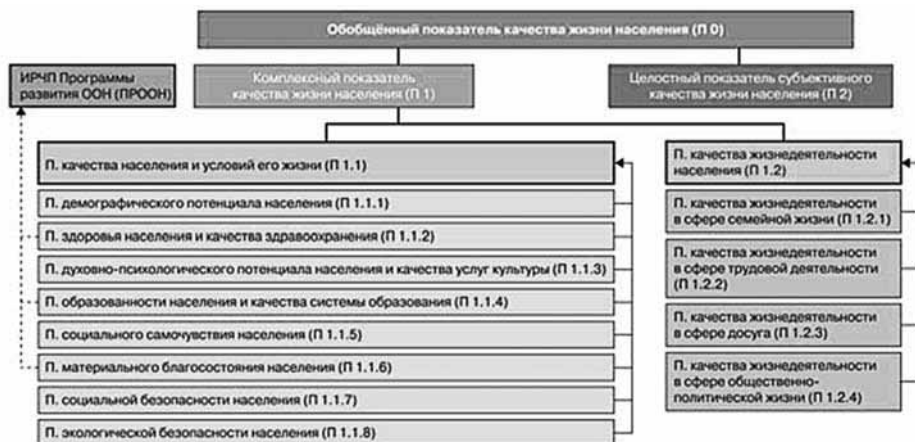 Обобщённый показатель качества жизни населения (П 0)
ИРЧП Программы
развития ООН (ПРООН)
Комплексный показатель
качества жизни населения (П 1)
Целостный показатель субъективного
качества жизни населения (П 2)
П. качества населения и условий его жизни (П 1.1)
П. демографического потенциала населения (П 1.1.1)
П. здоровья населения и качества здравоохранения (П 1.1.2)
П. духовно-психологического потенциала населения и качества услуг культуры (П 1.1.3)
П. образованности населения и качества системы образования (П 1.1.4)
П. социального самочувствия населения (П 1.1.5)
П. материального благосостояния населения (П 1.1.6)
П. социальной безопасности населения (П 1.1.7)
П. экологической безопасности населения (П 1.1.8)
П. качества жизнедеятельности
населения (П 1.2)
П. качества жизнедеятельности
в сфере семейной жизни (П 1.2.1)
П. качества жизнедеятельности
в сфере трудовой деятельности
(П 1.2.2)
П. качества жизнедеятельности
в сфере досуга (П 1.2.3)
П. качества жизнедеятельности
в сфере общественно-
политической жизни (П 1.2.4)